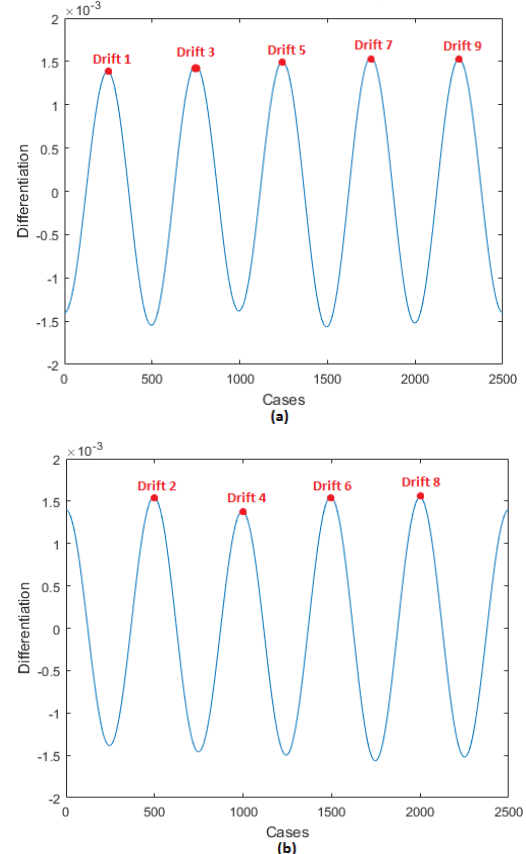 ×10⁻³
2
Drift 1 Drift 3 Drift 5 Drift 7 Drift 9
1.5
1
0.5
0
-0.5
-1
-1.5
-2
Differentiation
0 500 1000 1500 2000 2500
Cases
(a)
×10⁻³
2
Drift 2 Drift 4 Drift 6 Drift 8
1.5
1
0.5
0
-0.5
-1
-1.5
-2
Differentiation
0 500 1000 1500 2000 2500
Cases
(b)